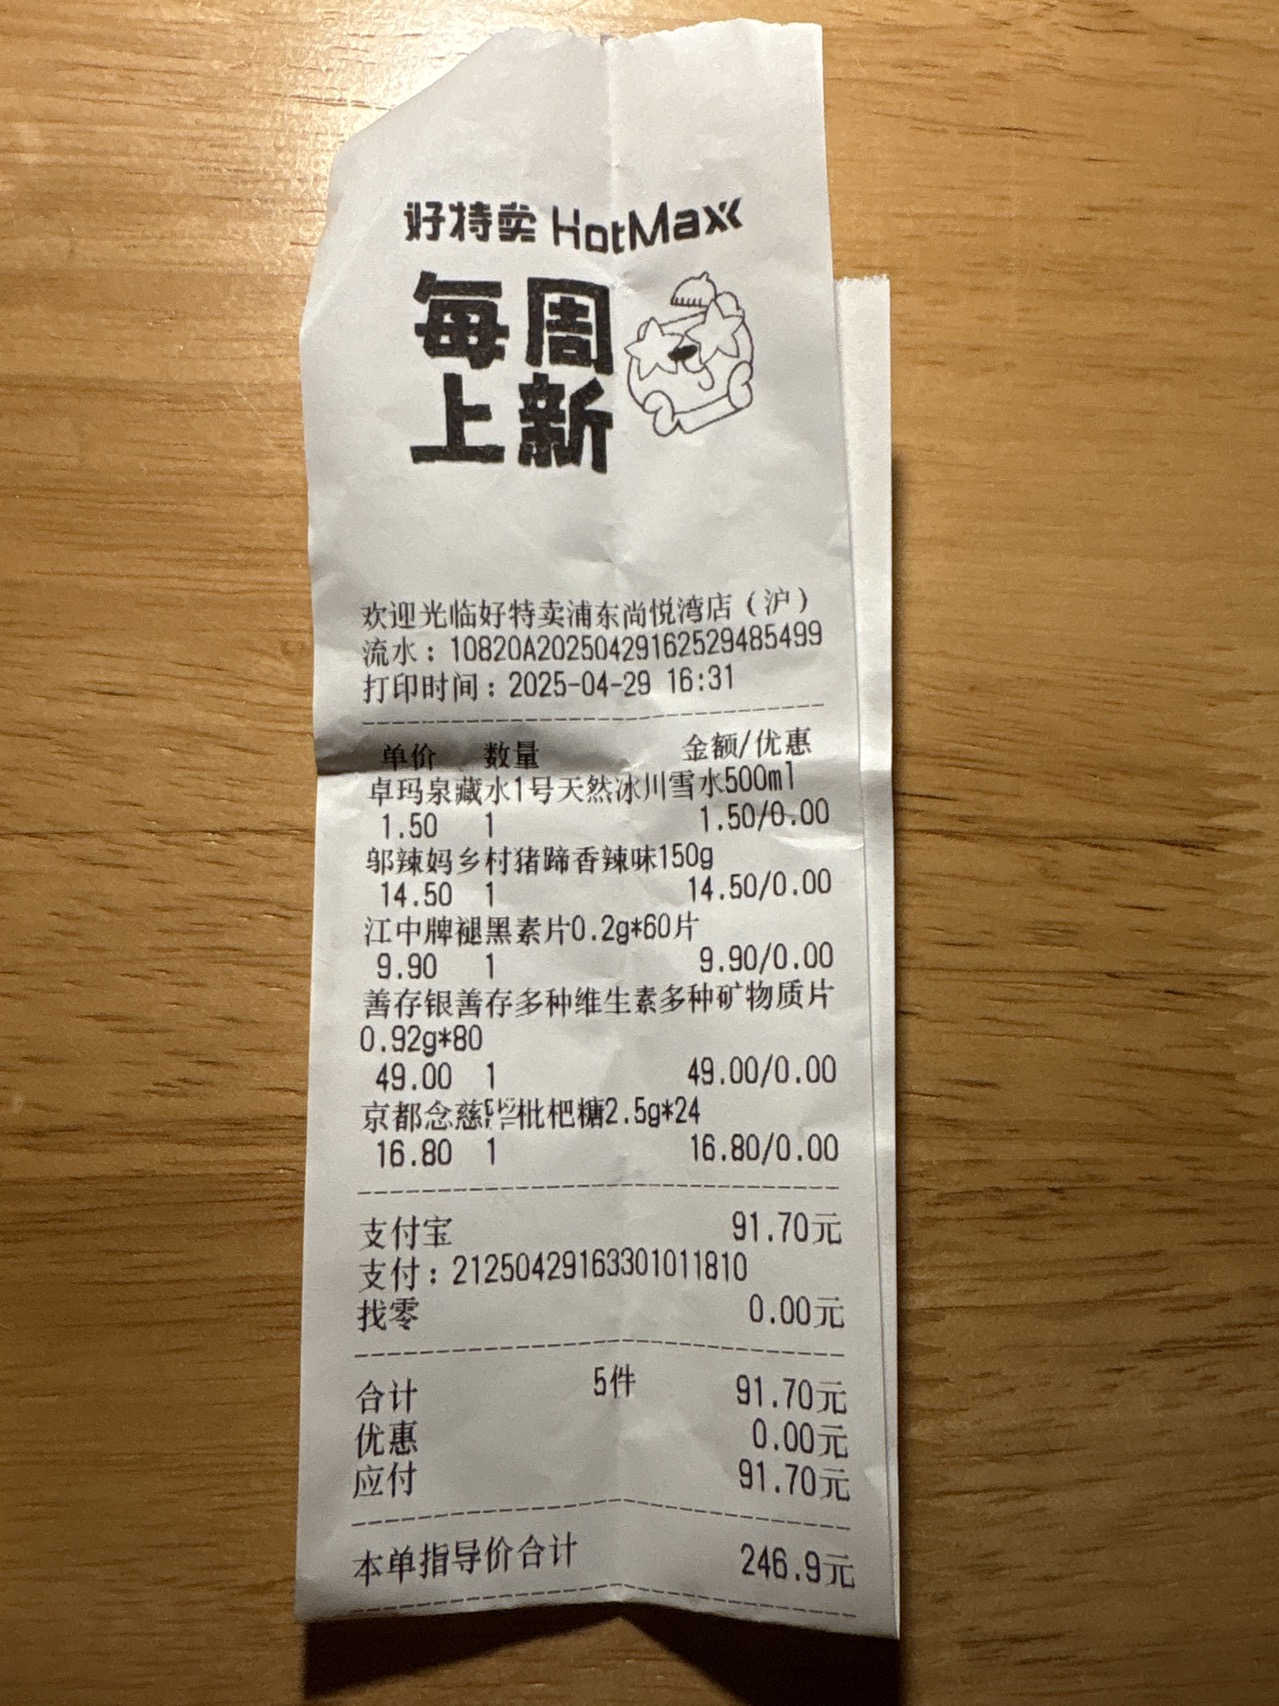 好特卖 HotMaxx
每周
上新
欢迎光临好特卖浦东尚悦湾店（沪）
流水：10820A20250429162529485499
打印时间：2025-04-29 16:31
单价 数量 金额/优惠
卓玛泉藏水1号天然冰川雪水500ml
1.50 1 1.50/0.00
邬辣妈乡村猪蹄香辣味150g
14.50 1 14.50/0.00
江中牌褪黑素片0.2g*60片
9.90 1 9.90/0.00
善存银善存多种维生素多种矿物质片
0.92g*80
49.00 1 49.00/0.00
京都念慈枇杷糖2.5g*24
16.80 1 16.80/0.00
支付宝 91.70元
支付：21250429163301011810
找零 0.00元
合计 5件 91.70元
优惠 0.00元
应付 91.70元
本单指导价合计 246.9元